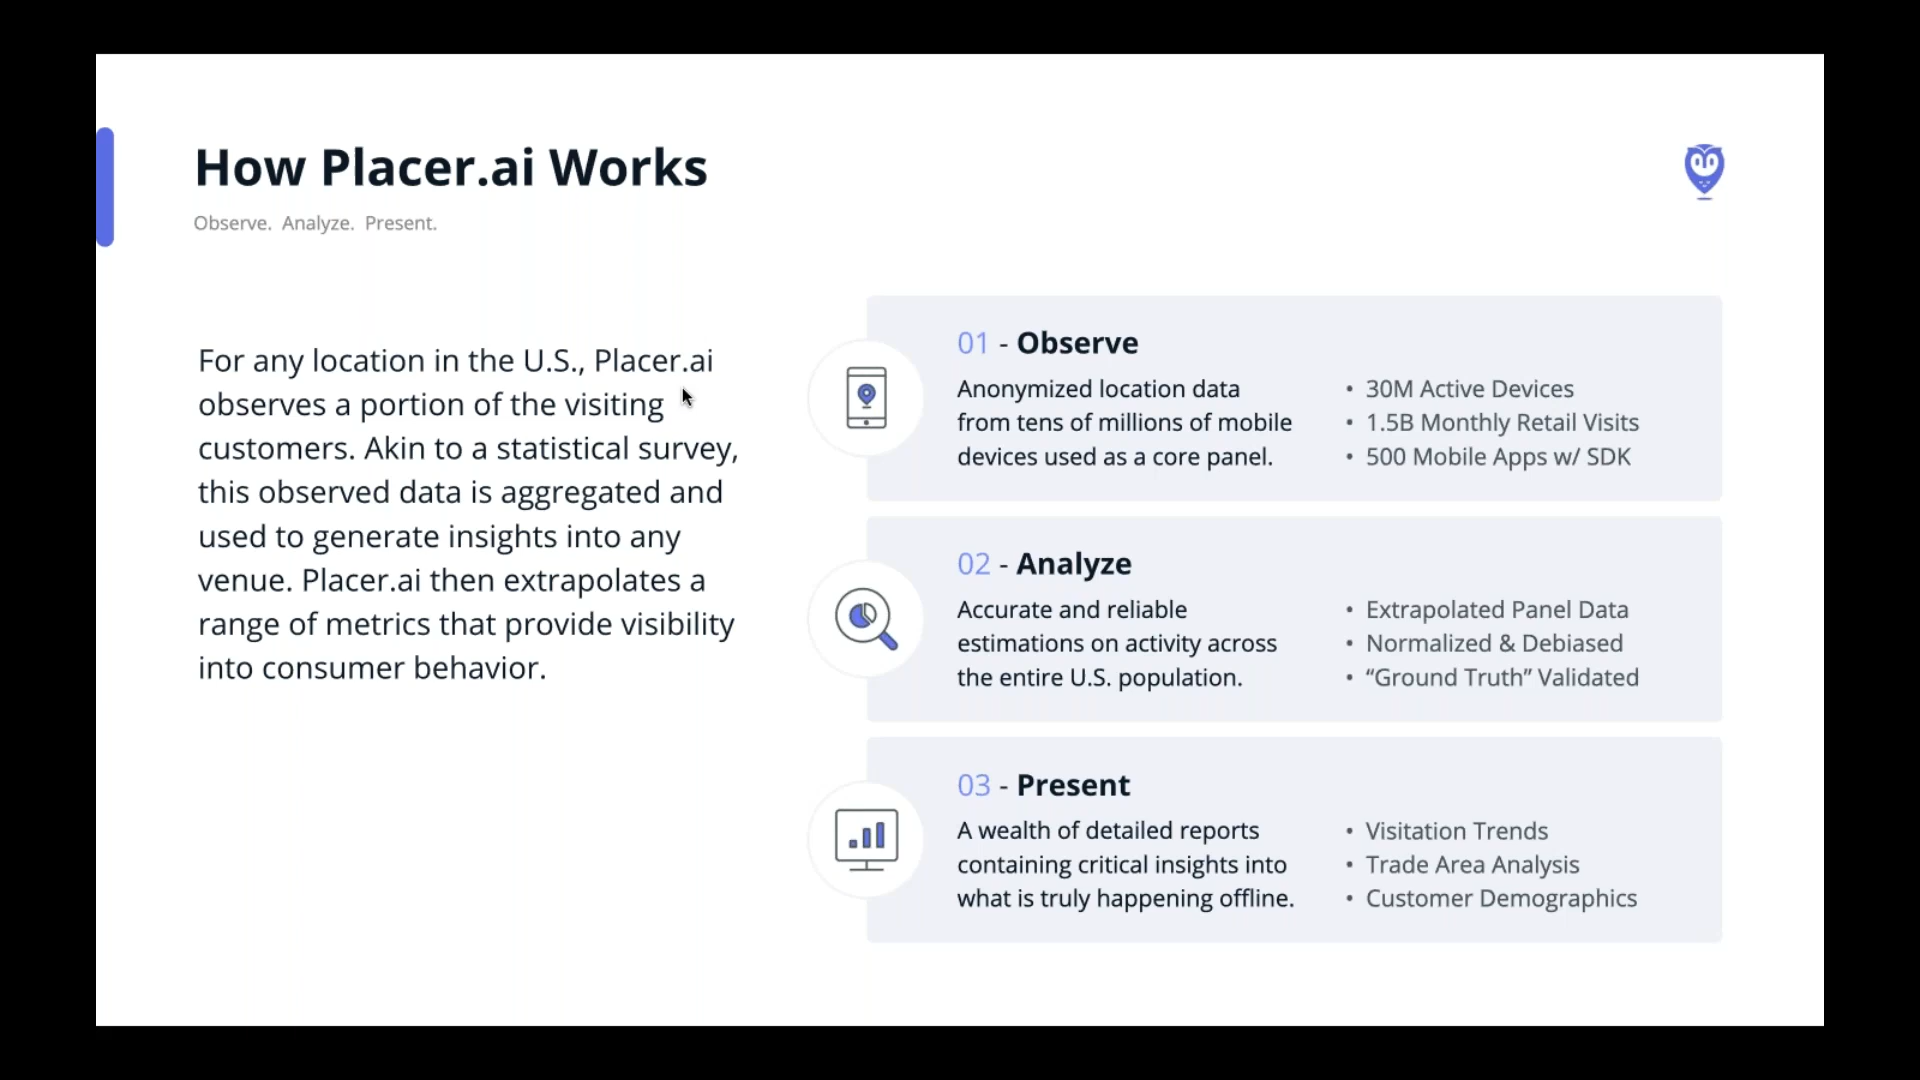 How Placer.ai Works
Observe. Analyze. Present.
For any location in the U.S., Placer.ai
observes a portion of the visiting
customers. Akin to a statistical survey,
this observed data is aggregated and
used to generate insights into any
venue. Placer.ai then extrapolates a
range of metrics that provide visibility
into consumer behavior.
01 - Observe
Anonymized location data
from tens of millions of mobile
devices used as a core panel.
• 30M Active Devices
• 1.5B Monthly Retail Visits
• 500 Mobile Apps w/ SDK
02 - Analyze
Accurate and reliable
estimations on activity across
the entire U.S. population.
• Extrapolated Panel Data
• Normalized & Debiased
• “Ground Truth” Validated
03 - Present
A wealth of detailed reports
containing critical insights into
what is truly happening offline.
• Visitation Trends
• Trade Area Analysis
• Customer Demographics